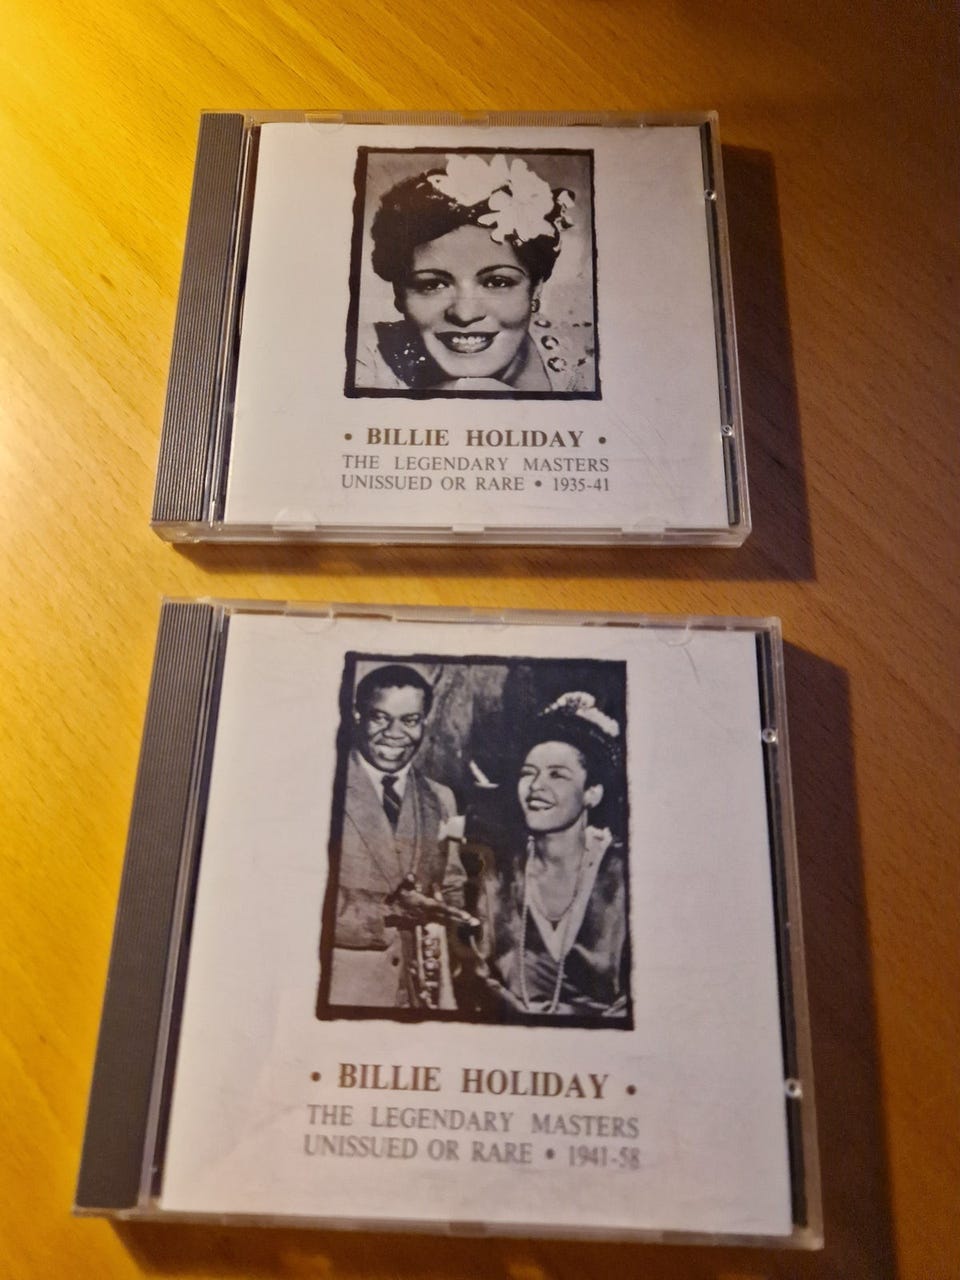 • BILLIE HOLIDAY •
THE LEGENDARY MASTERS
UNISSUED OR RARE • 1935-41
• BILLIE HOLIDAY •
THE LEGENDARY MASTERS
UNISSUED OR RARE • 1941-58